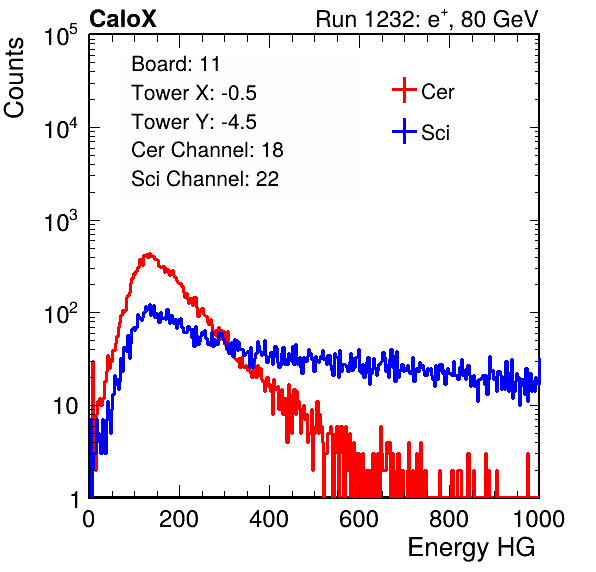 CaloX Run 1232: e⁺, 80 GeV
Counts
Board: 11
Tower X: -0.5
Tower Y: -4.5
Cer Channel: 18
Sci Channel: 22
Cer
Sci
10⁵
10⁴
10³
10²
10
1
0 200 400 600 800 1000
Energy HG